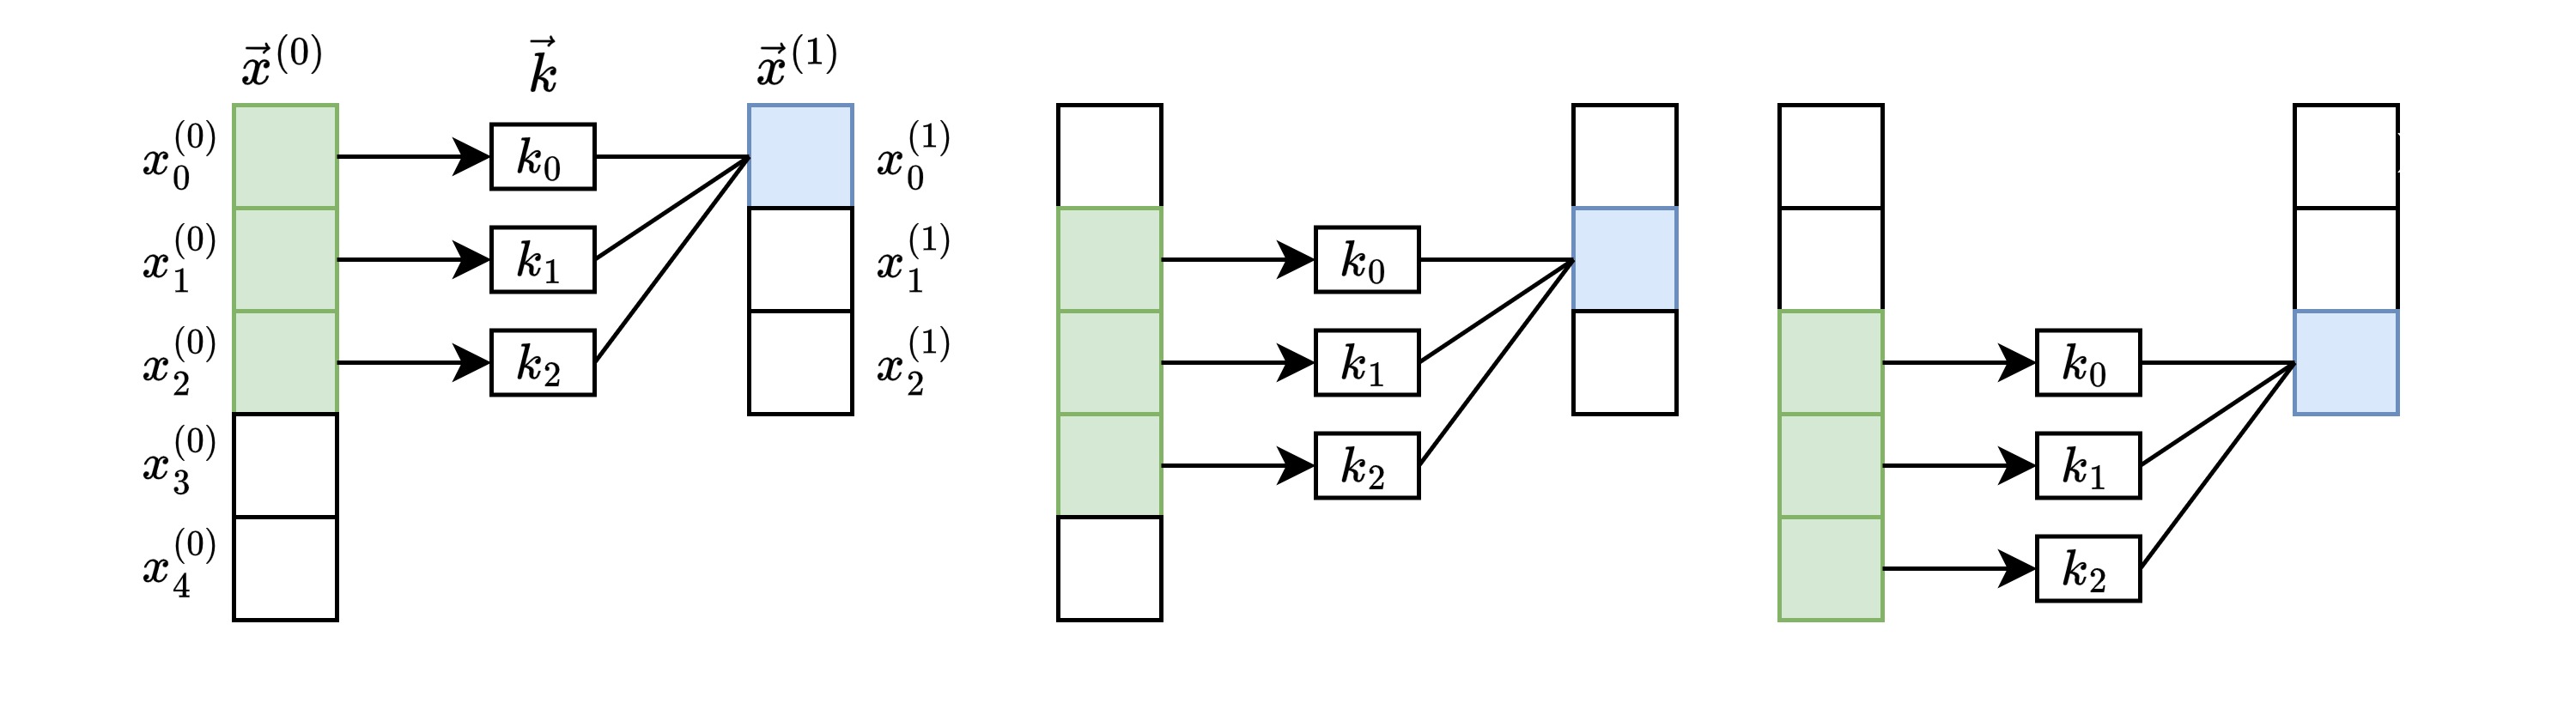 $\vec{x}^{(0)}$ $\vec{k}$ $\vec{x}^{(1)}$
$x_0^{(0)}$ $k_0$ $x_0^{(1)}$
$x_1^{(0)}$ $k_1$ $x_1^{(1)}$ $k_0$
$x_2^{(0)}$ $k_2$ $x_2^{(1)}$ $k_1$ $k_0$
$x_3^{(0)}$ $k_2$ $k_1$
$x_4^{(0)}$ $k_2$